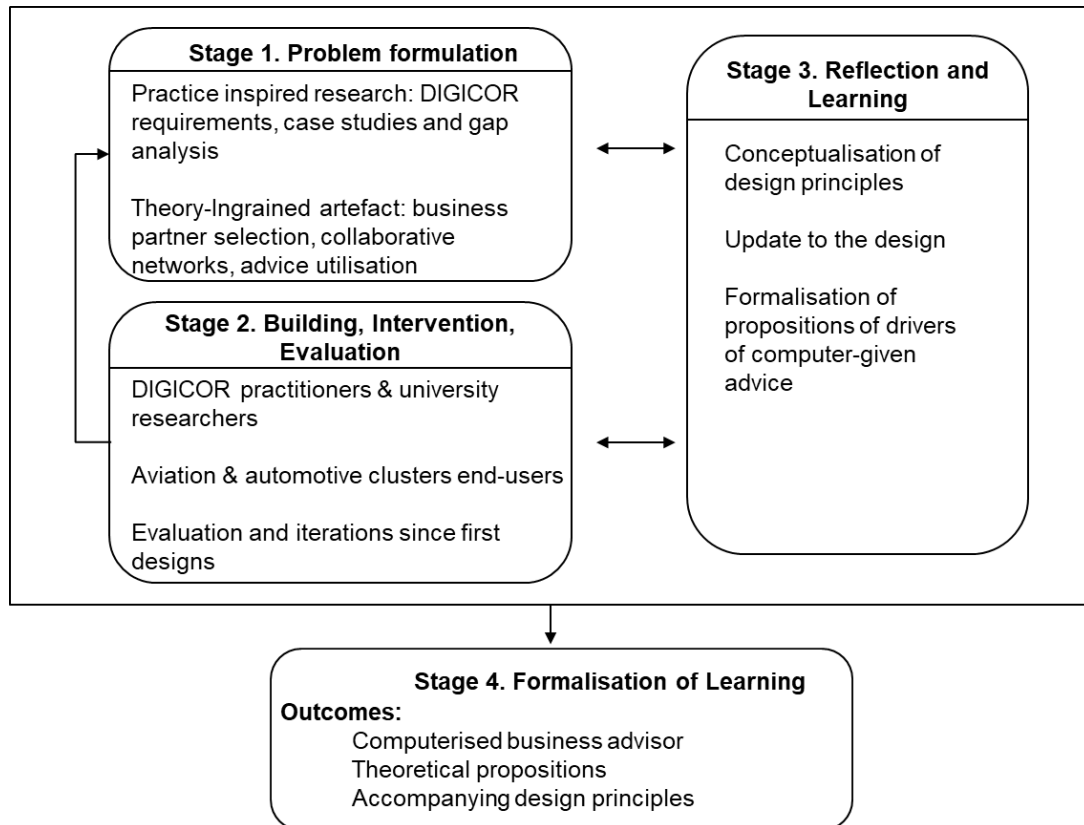 Stage 1. Problem formulation
Practice inspired research: DIGICOR
requirements, case studies and gap
analysis
Theory-Ingrained artefact: business
partner selection, collaborative
networks, advice utilisation
Stage 2. Building, Intervention,
Evaluation
DIGICOR practitioners & university
researchers
Aviation & automotive clusters end-users
Evaluation and iterations since first
designs
Stage 3. Reflection and
Learning
Conceptualisation of
design principles
Update to the design
Formalisation of
propositions of drivers
of computer-given
advice
Stage 4. Formalisation of Learning
Outcomes:
Computerised business advisor
Theoretical propositions
Accompanying design principles